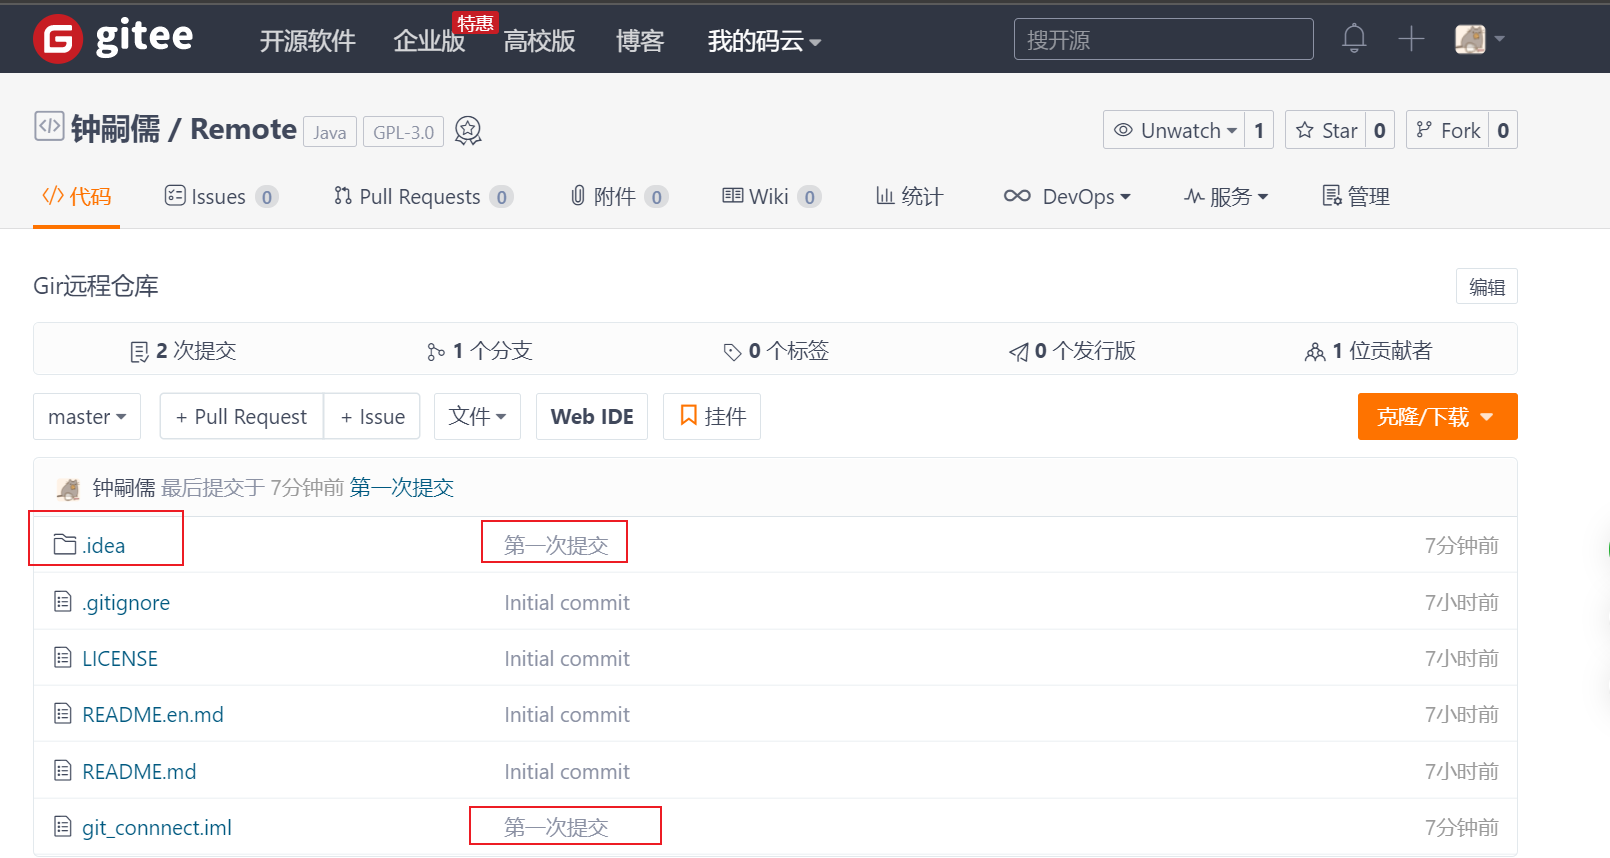 gitee 开源软件 企业版 特惠 高校版 博客 我的码云 搜开源
钟嗣儒 / Remote Java GPL-3.0 Unwatch 1 Star 0 Fork 0
代码 Issues 0 Pull Requests 0 附件 0 Wiki 0 统计 DevOps 服务 管理
Gir远程仓库 编辑
2 次提交 1 个分支 0 个标签 0 个发行版 1 位贡献者
master + Pull Request + Issue 文件 Web IDE 挂件 克隆/下载
钟嗣儒 最后提交于 7分钟前 第一次提交
.idea 第一次提交 7分钟前
.gitignore Initial commit 7小时前
LICENSE Initial commit 7小时前
README.en.md Initial commit 7小时前
README.md Initial commit 7小时前
git_connnect.iml 第一次提交 7分钟前